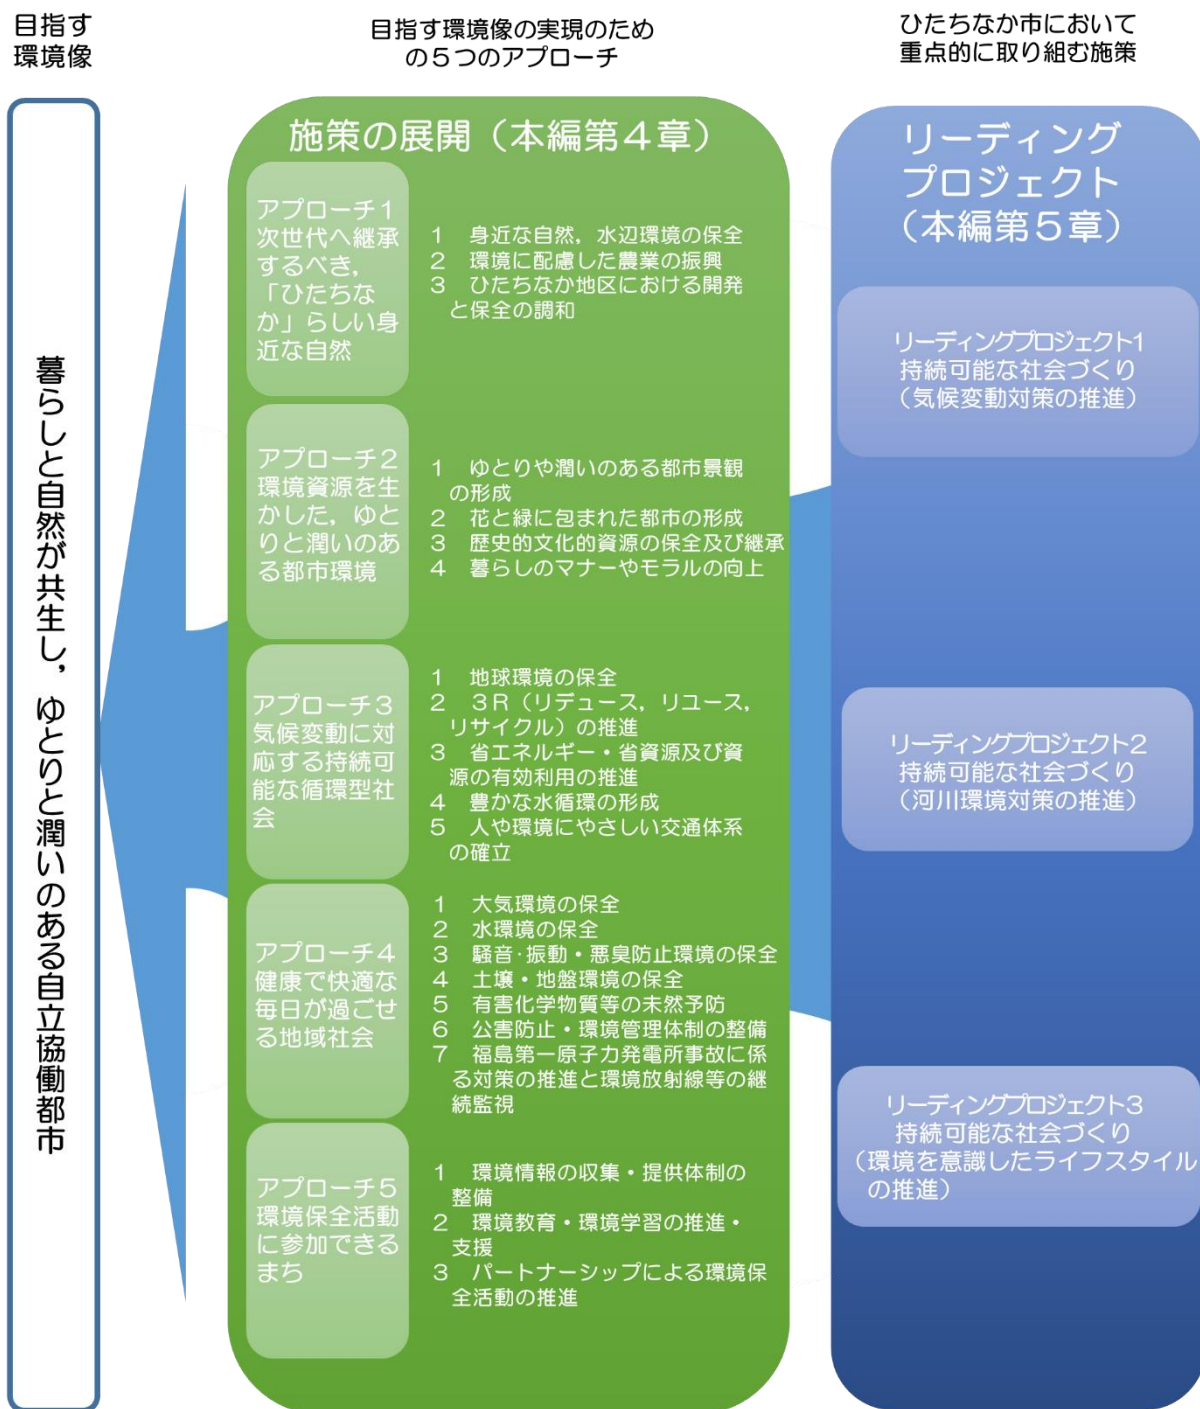 目指す
環境像
目指す環境像の実現のため
の５つのアプローチ
ひたちなか市において
重点的に取り組む施策
暮らしと自然が共生し，ゆとりと潤いのある自立協働都市
施策の展開（本編第４章）
アプローチ１
次世代へ継承
するべき，
「ひたちな
か」らしい身
近な自然
１　身近な自然，水辺環境の保全
２　環境に配慮した農業の振興
３　ひたちなか地区における開発
と保全の調和
アプローチ２
環境資源を生
かした，ゆと
りと潤いのあ
る都市環境
１　ゆとりや潤いのある都市景観
の形成
２　花と緑に包まれた都市の形成
３　歴史的文化的資源の保全及び継承
４　暮らしのマナーやモラルの向上
アプローチ３
気候変動に対
応する持続可
能な循環型社
会
１　地球環境の保全
２　３Ｒ（リデュース，リユース，
リサイクル）の推進
３　省エネルギー・省資源及び資
源の有効利用の推進
４　豊かな水循環の形成
５　人や環境にやさしい交通体系
の確立
アプローチ４
健康で快適な
毎日が過ごせ
る地域社会
１　大気環境の保全
２　水環境の保全
３　騒音･振動・悪臭防止環境の保全
４　土壌・地盤環境の保全
５　有害化学物質等の未然予防
６　公害防止・環境管理体制の整備
７　福島第一原子力発電所事故に係
る対策の推進と環境放射線等の継
続監視
アプローチ５
環境保全活動
に参加できる
まち
１　環境情報の収集・提供体制の
整備
２　環境教育・環境学習の推進・
支援
３　パートナーシップによる環境保
全活動の推進
リーディング
プロジェクト
（本編第５章）
リーディングプロジェクト1
持続可能な社会づくり
（気候変動対策の推進）
リーディングプロジェクト2
持続可能な社会づくり
（河川環境対策の推進）
リーディングプロジェクト3
持続可能な社会づくり
（環境を意識したライフスタイル
の推進）